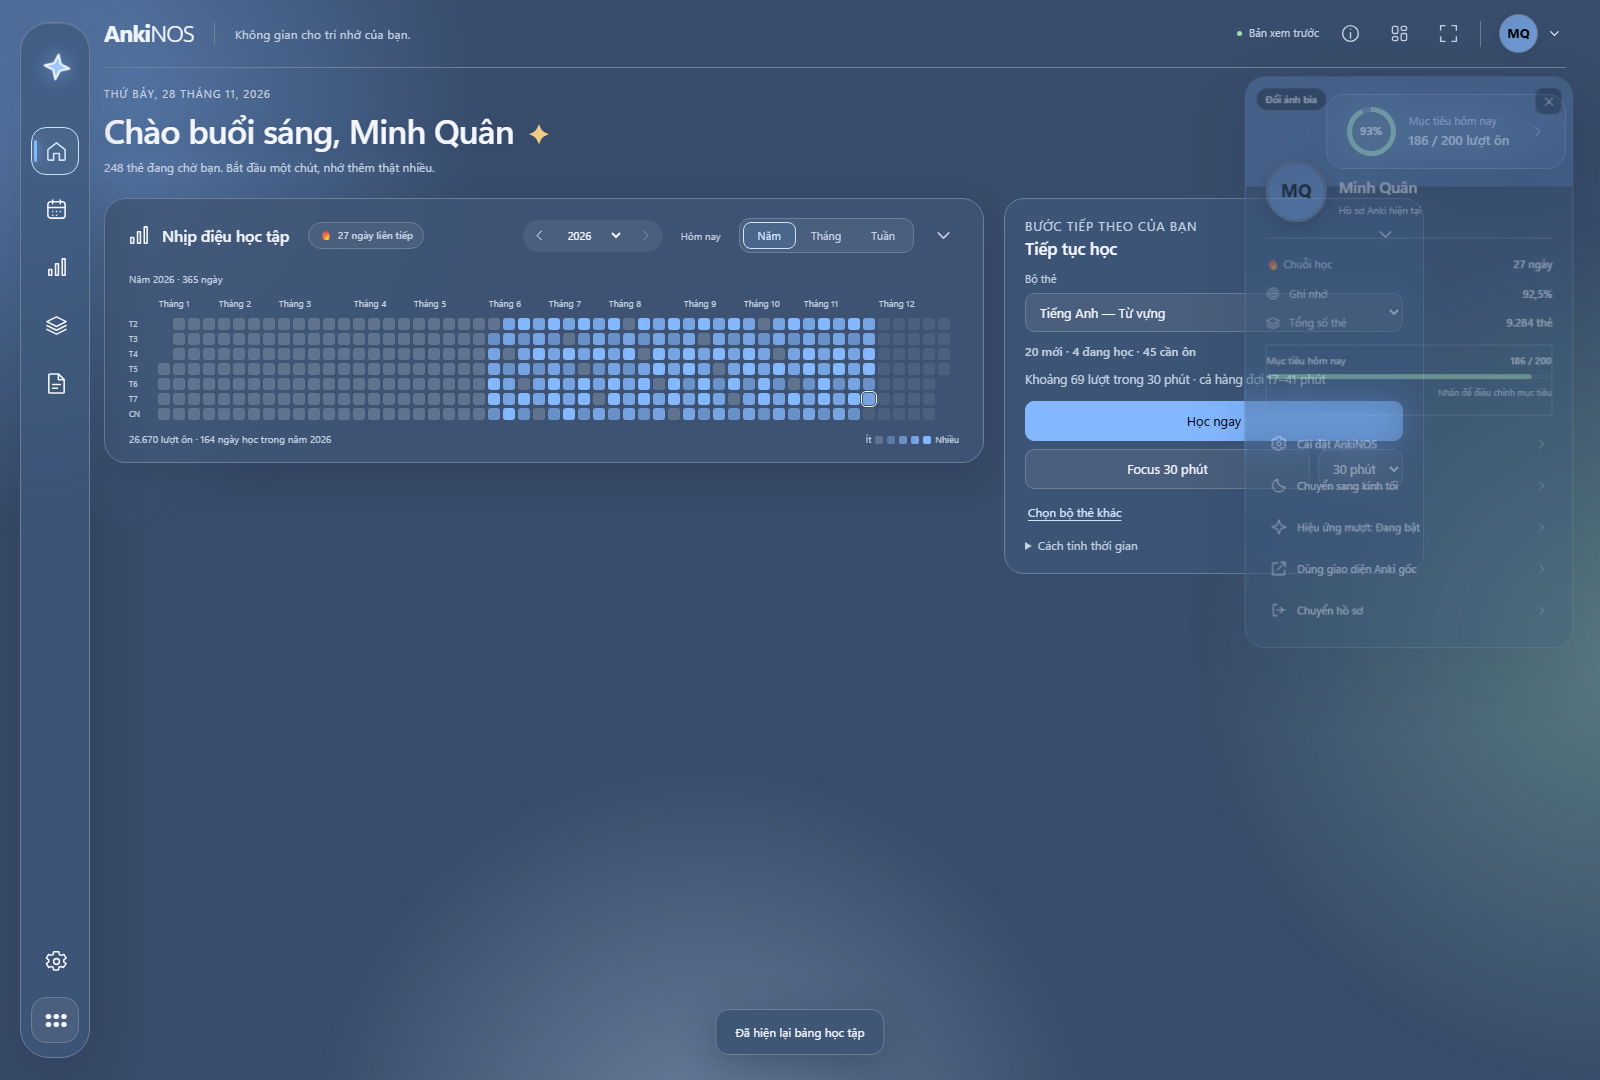 AnkiNOS
Không gian cho trí nhớ của bạn.
Bản xem trước
MQ
THỨ BẢY, 28 THÁNG 11, 2026
Chào buổi sáng, Minh Quân
248 thẻ đang chờ bạn. Bắt đầu một chút, nhớ thêm thật nhiều.
Nhịp điệu học tập
27 ngày liên tiếp
2026
Hôm nay
Năm
Tháng
Tuần
Năm 2026 · 365 ngày
Tháng 1 Tháng 2 Tháng 3 Tháng 4 Tháng 5 Tháng 6 Tháng 7 Tháng 8 Tháng 9 Tháng 10 Tháng 11 Tháng 12
T2
T3
T4
T5
T6
T7
CN
26.670 lượt ôn · 164 ngày học trong năm 2026
Ít
Nhiều
BƯỚC TIẾP THEO CỦA BẠN
Tiếp tục học
Bộ thẻ
Tiếng Anh — Từ vựng
20 mới · 4 đang học · 45 cần ôn
Khoảng 69 lượt trong 30 phút · cả hàng đợi 17–41 phút
Học ngay
Focus 30 phút
30 phút
Chọn bộ thẻ khác
Cách tính thời gian
Đổi ảnh bìa
93%
Mục tiêu hôm nay
186 / 200 lượt ôn
MQ
Minh Quân
Hồ sơ Anki hiện tại
Chuỗi học
27 ngày
Ghi nhớ
92,5%
Tổng số thẻ
9.284 thẻ
Mục tiêu hôm nay
186 / 200
Nhấn để điều chỉnh mục tiêu
Cài đặt AnkiNOS
Chuyển sang kính tối
Hiệu ứng mượt: Đang bật
Dùng giao diện Anki gốc
Chuyển hồ sơ
Đã hiện lại bảng học tập